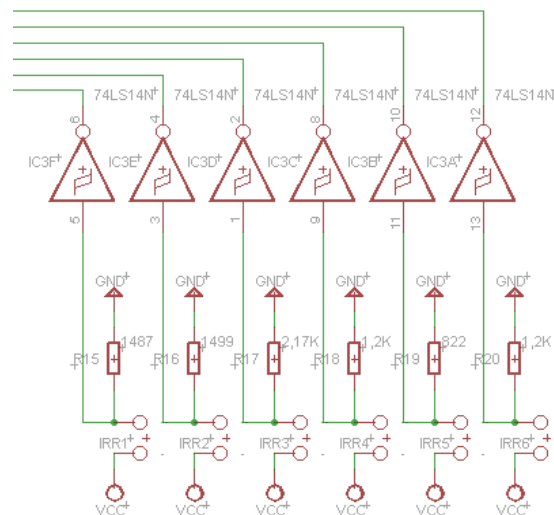 74LS14N 74LS14N 74LS14N 74LS14N 74LS14N 74LS14N
6 4 2 8 10 12
IC3F IC3E IC3D IC3C IC3B IC3A
5 3 1 9 11 13
GND GND GND GND GND GND
1487 1499 2,17K 1,2K 822 1,2K
R15 R16 R17 R18 R19 R20
IRR1 IRR2 IRR3 IRR4 IRR5 IRR6
VCC VCC VCC VCC VCC VCC